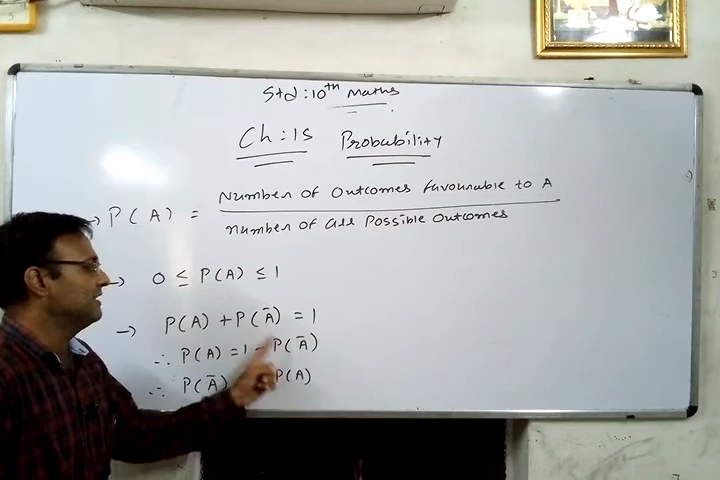 Std : 10th Maths
Ch : 15 Probability
→ P(A) = Number of Outcomes favourable to A
number of all Possible Outcomes
→ 0 ≤ P(A) ≤ 1
→ P(A) + P(Ā) = 1
∴ P(A) = 1 - P(Ā)
∴ P(Ā) P(A)